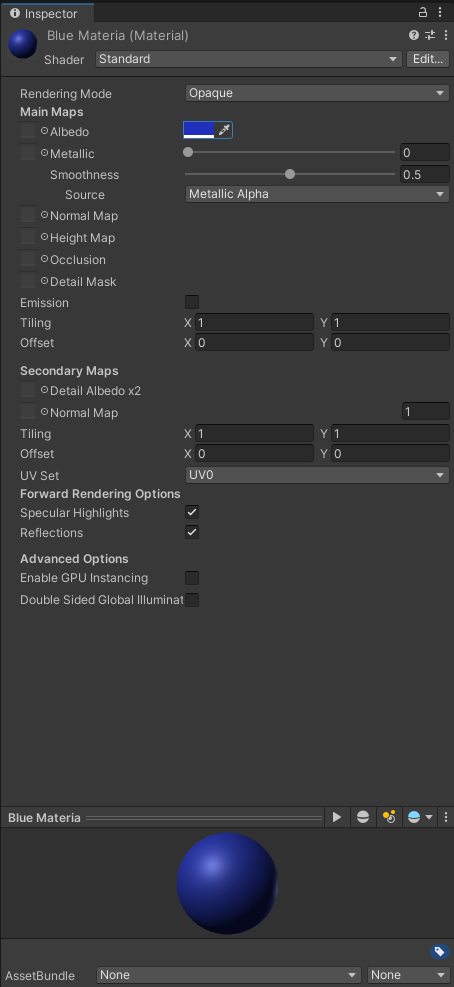 Inspector
Blue Materia (Material)
Shader Standard Edit...
Rendering Mode Opaque
Main Maps
Albedo
Metallic 0
Smoothness 0.5
Source Metallic Alpha
Normal Map
Height Map
Occlusion
Detail Mask
Emission
Tiling X 1 Y 1
Offset X 0 Y 0
Secondary Maps
Detail Albedo x2
Normal Map 1
Tiling X 1 Y 1
Offset X 0 Y 0
UV Set UV0
Forward Rendering Options
Specular Highlights
Reflections
Advanced Options
Enable GPU Instancing
Double Sided Global Illuminat
Blue Materia
AssetBundle None None